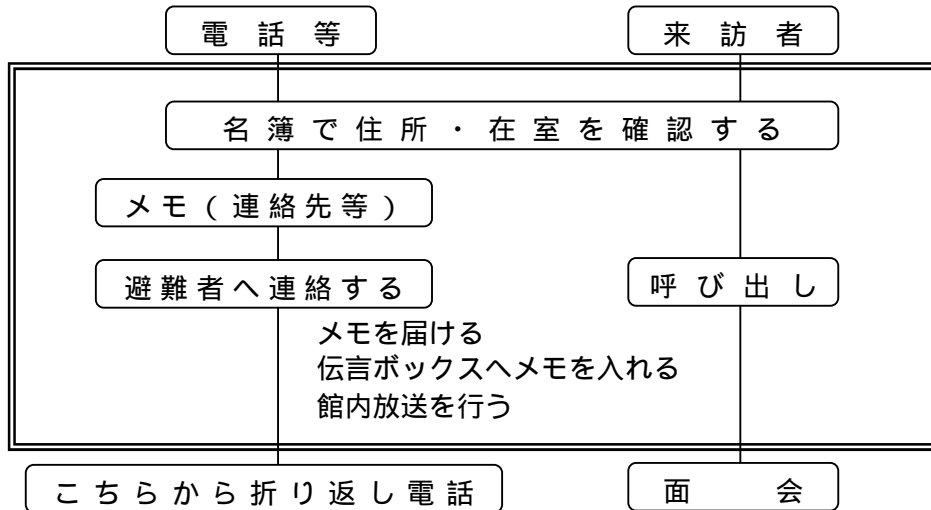 電話等
来訪者
名簿で住所・在室を確認する
メモ(連絡先等)
避難者へ連絡する
呼び出し
メモを届ける
伝言ボックスへメモを入れる
館内放送を行う
こちらから折り返し電話
面会